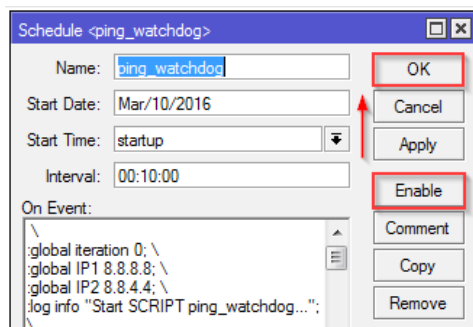 Schedule <ping_watchdog>
Name: ping_watchdog
OK
Start Date: Mar/10/2016
Cancel
Start Time: startup
Apply
Interval: 00:10:00
Enable
On Event:
Comment
\
:global iteration 0; \
:global IP1 8.8.8.8; \
:global IP2 8.8.4.4; \
:log info "Start SCRIPT ping_watchdog...";
\
Copy
Remove